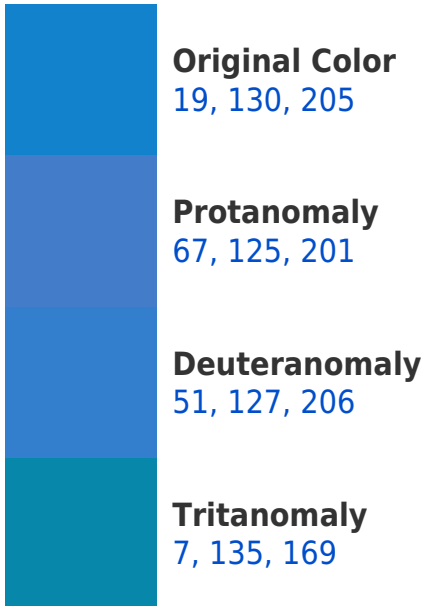 Original Color
19, 130, 205
Protanomaly
67, 125, 201
Deuteranomaly
51, 127, 206
Tritanomaly
7, 135, 169